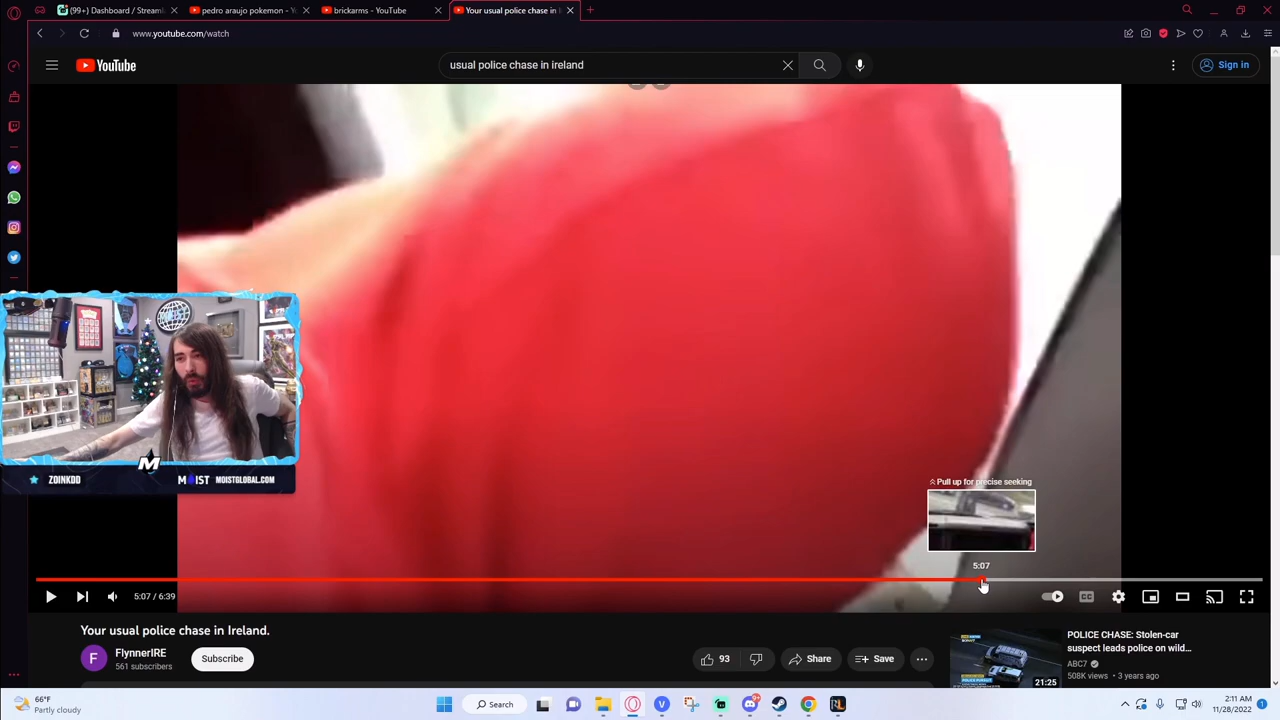 (99+) Dashboard / Streamla
pedro araujo pokemon - Yo
brickarms - YouTube
Your usual police chase in I
www.youtube.com/watch
YouTube
usual police chase in ireland
Sign in
ZOINKDD
M
MOIST
MOISTGLOBAL.COM
Pull up for precise seeking
5:07
5:07 / 6:39
CC
Your usual police chase in Ireland.
F
FlynnerIRE
561 subscribers
Subscribe
93
Share
Save
POLICE CHASE: Stolen-car
suspect leads police on wild...
ABC7
508K views • 3 years ago
21:25
66°F
Partly cloudy
Search
2:11 AM
11/28/2022